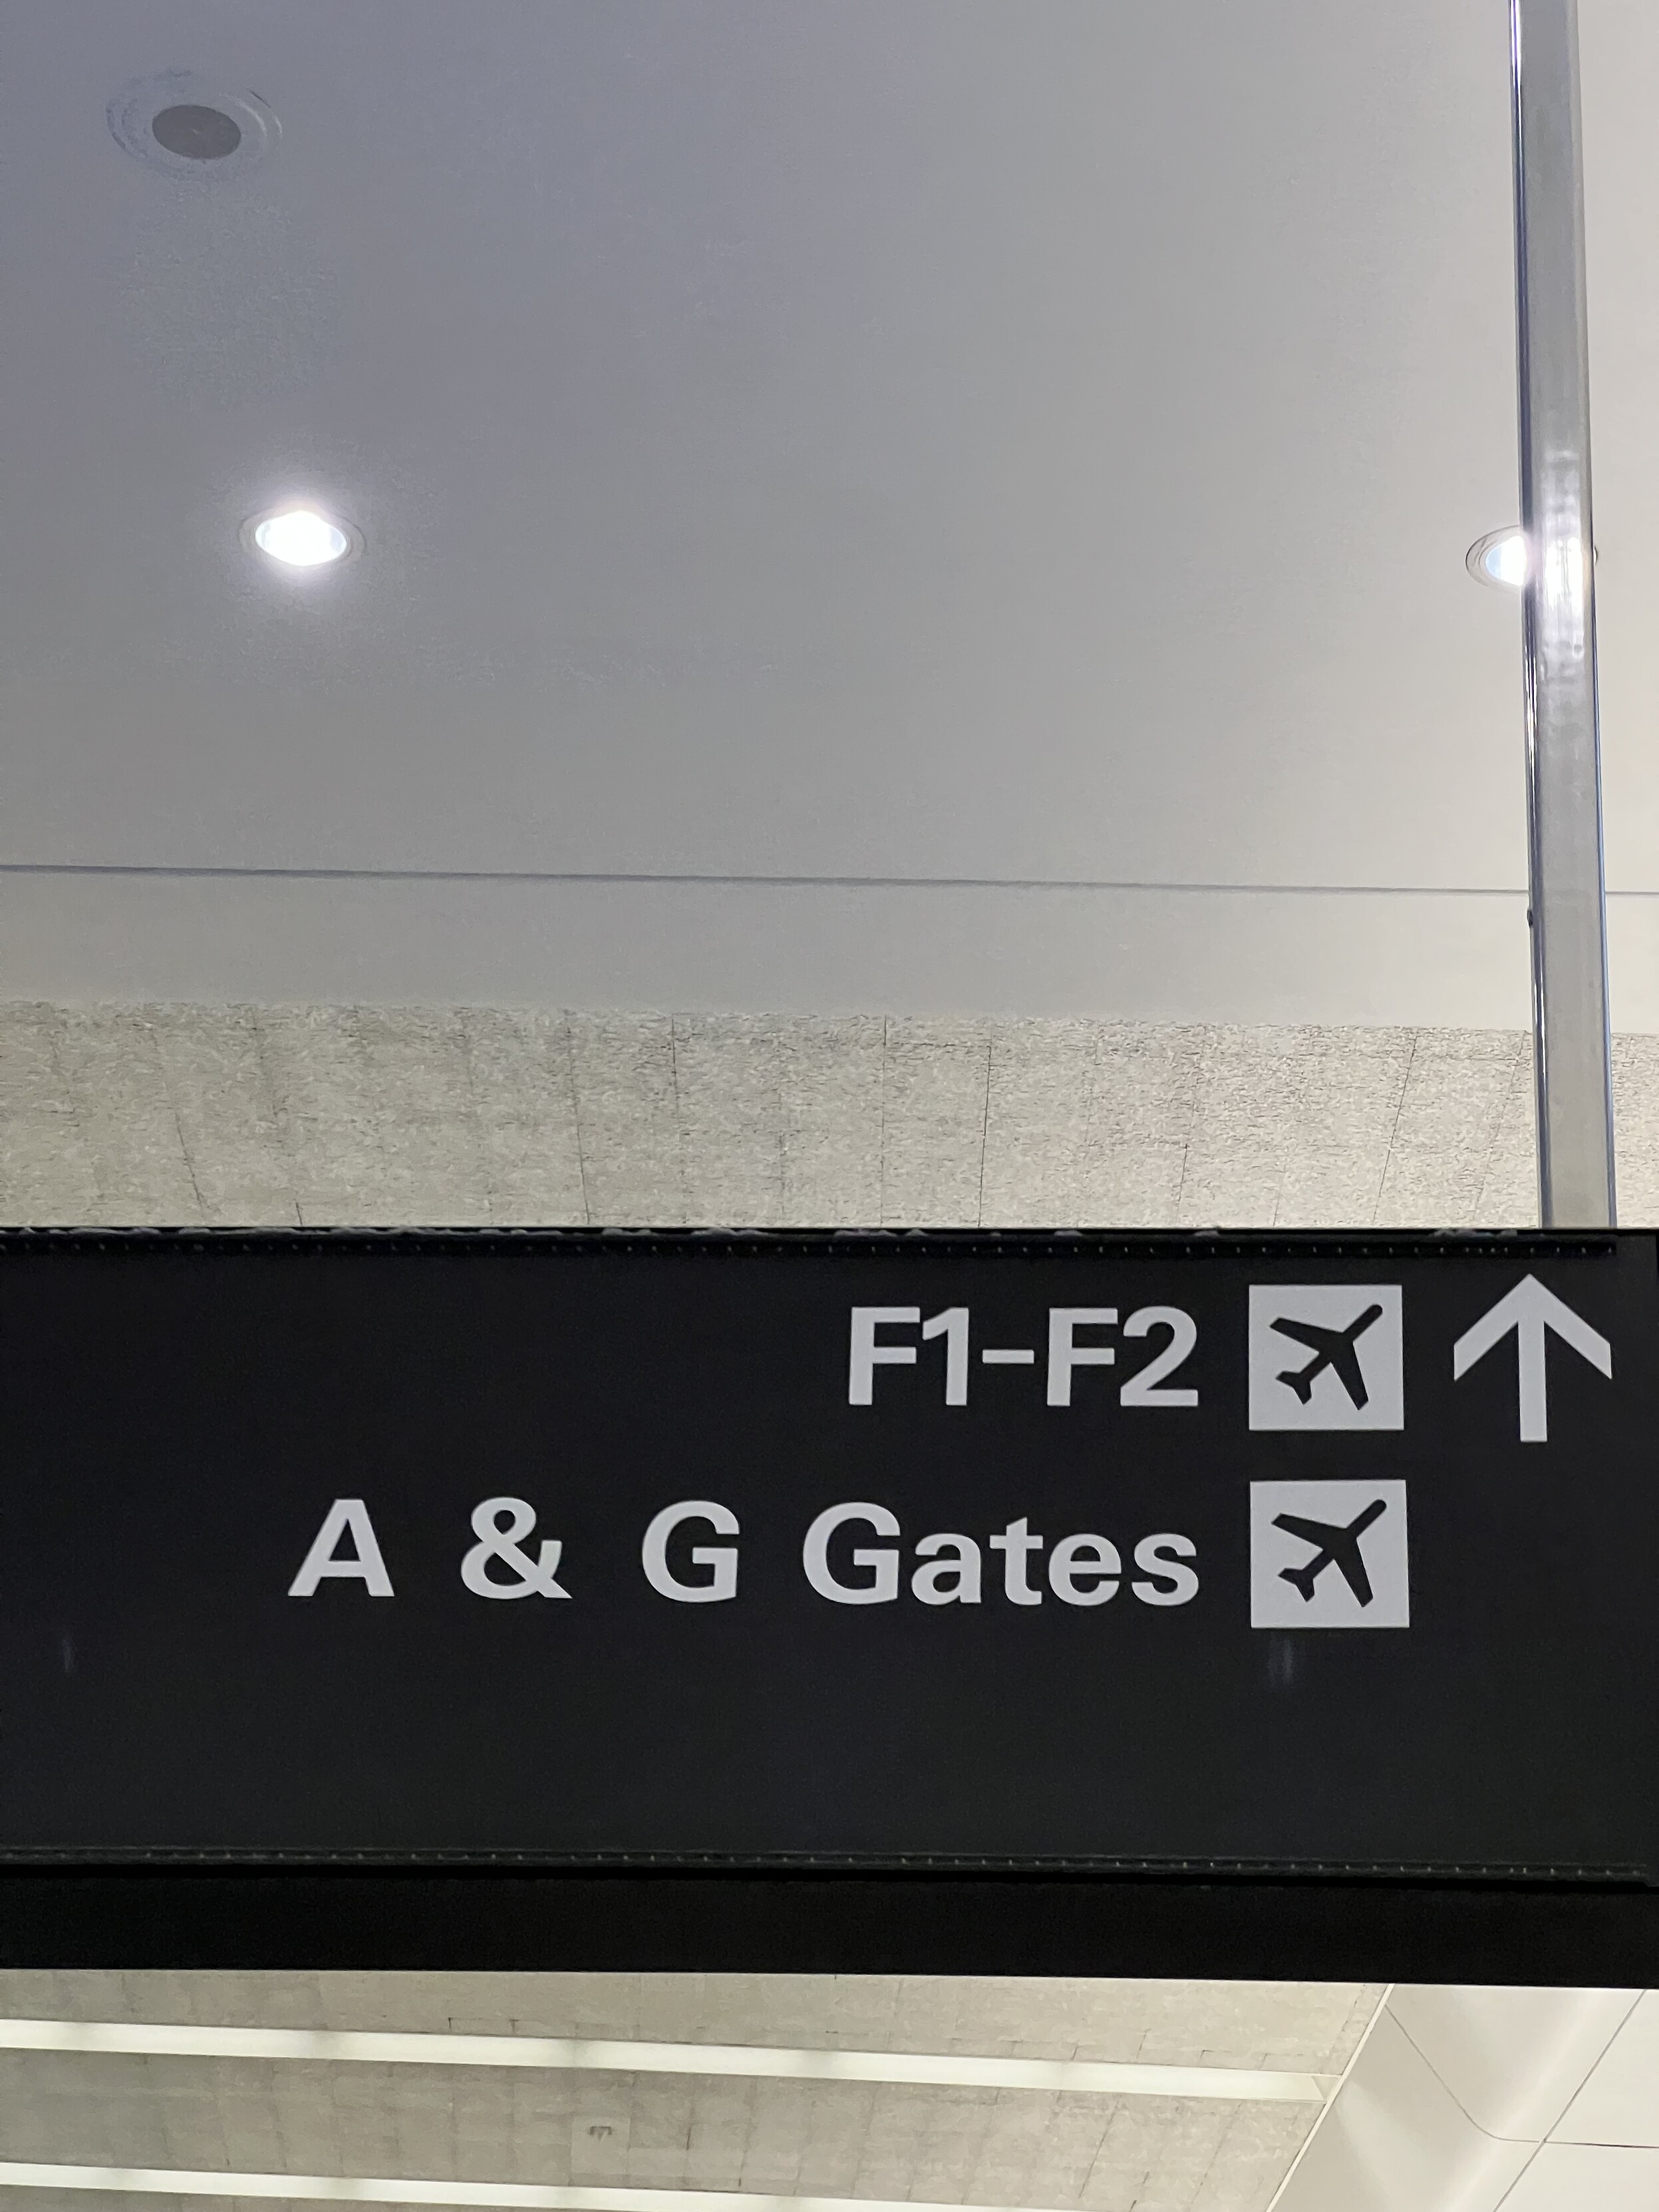 F1-F2
A & G Gates